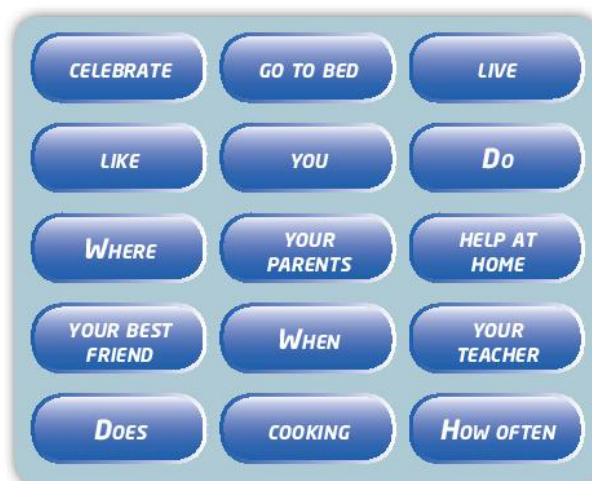 CELEBRATE
GO TO BED
LIVE
LIKE
YOU
DO
WHERE
YOUR
PARENTS
HELP AT
HOME
YOUR BEST
FRIEND
WHEN
YOUR
TEACHER
DOES
COOKING
HOW OFTEN